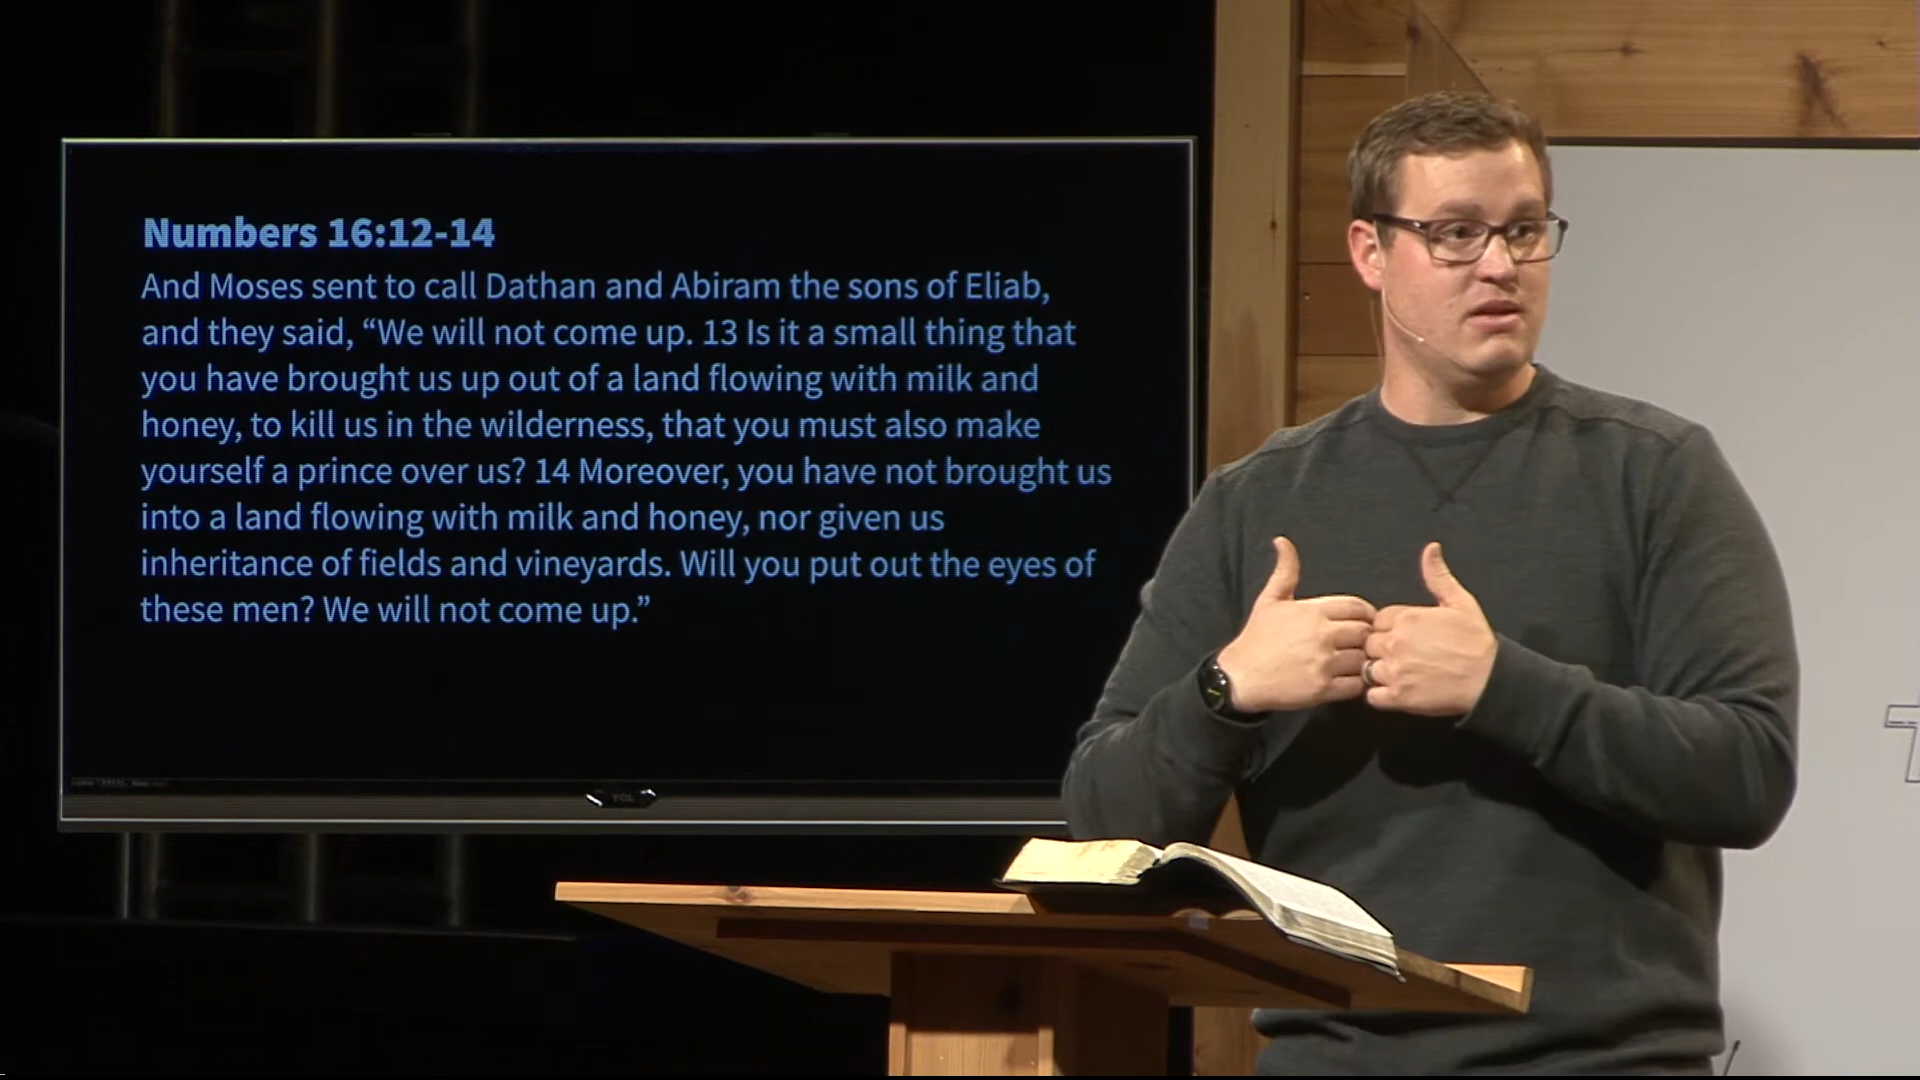 Numbers 16:12-14
And Moses sent to call Dathan and Abiram the sons of Eliab,
and they said, “We will not come up. 13 Is it a small thing that
you have brought us up out of a land flowing with milk and
honey, to kill us in the wilderness, that you must also make
yourself a prince over us? 14 Moreover, you have not brought us
into a land flowing with milk and honey, nor given us
inheritance of fields and vineyards. Will you put out the eyes of
these men? We will not come up.”
TCL